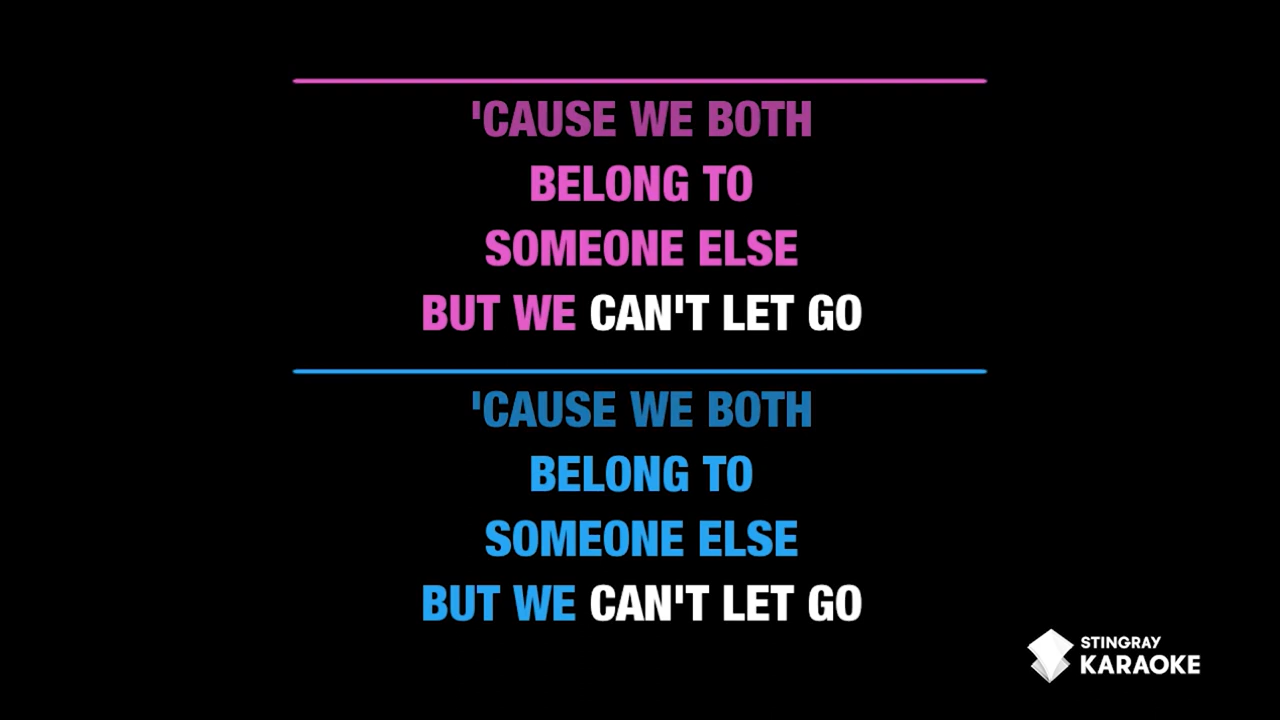 'CAUSE WE BOTH
BELONG TO
SOMEONE ELSE
BUT WE CAN'T LET GO
'CAUSE WE BOTH
BELONG TO
SOMEONE ELSE
BUT WE CAN'T LET GO
STINGRAY
KARAOKE